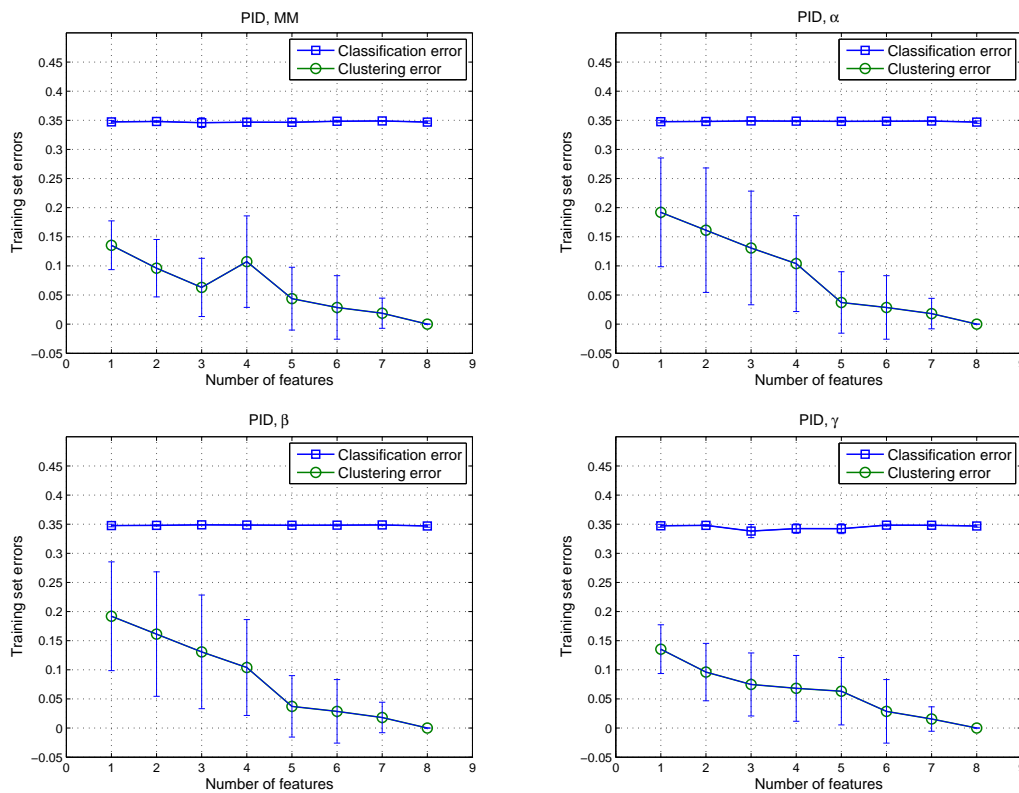 PID, MM
Classification error
Clustering error
Training set errors
0.45
0.4
0.35
0.3
0.25
0.2
0.15
0.1
0.05
0
−0.05
0 1 2 3 4 5 6 7 8 9
Number of features
PID, α
Classification error
Clustering error
Training set errors
0.45
0.4
0.35
0.3
0.25
0.2
0.15
0.1
0.05
0
−0.05
0 1 2 3 4 5 6 7 8 9
Number of features
PID, β
Classification error
Clustering error
Training set errors
0.45
0.4
0.35
0.3
0.25
0.2
0.15
0.1
0.05
0
−0.05
0 1 2 3 4 5 6 7 8 9
Number of features
PID, γ
Classification error
Clustering error
Training set errors
0.45
0.4
0.35
0.3
0.25
0.2
0.15
0.1
0.05
0
−0.05
0 1 2 3 4 5 6 7 8 9
Number of features